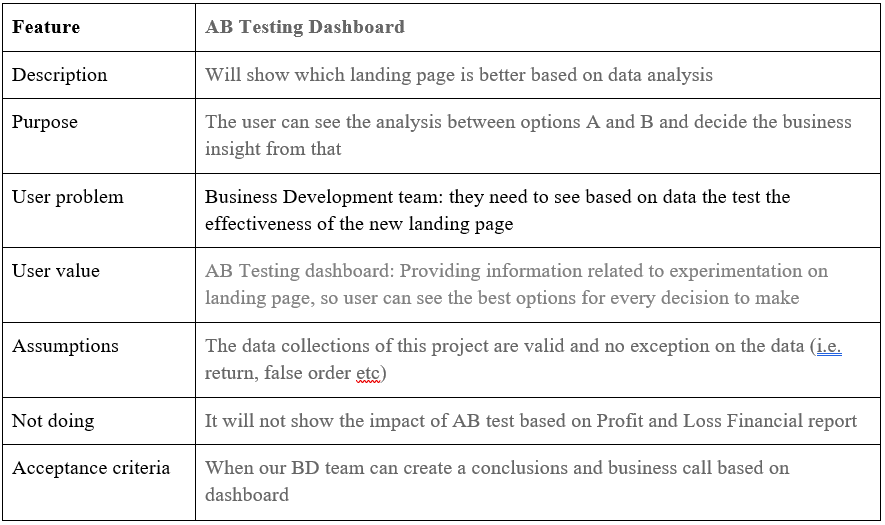 Feature
AB Testing Dashboard
Description
Will show which landing page is better based on data analysis
Purpose
The user can see the analysis between options A and B and decide the business
insight from that
User problem
Business Development team: they need to see based on data the test the
effectiveness of the new landing page
User value
AB Testing dashboard: Providing information related to experimentation on
landing page, so user can see the best options for every decision to make
Assumptions
The data collections of this project are valid and no exception on the data (i.e.
return, false order etc)
Not doing
It will not show the impact of AB test based on Profit and Loss Financial report
Acceptance criteria
When our BD team can create a conclusions and business call based on
dashboard